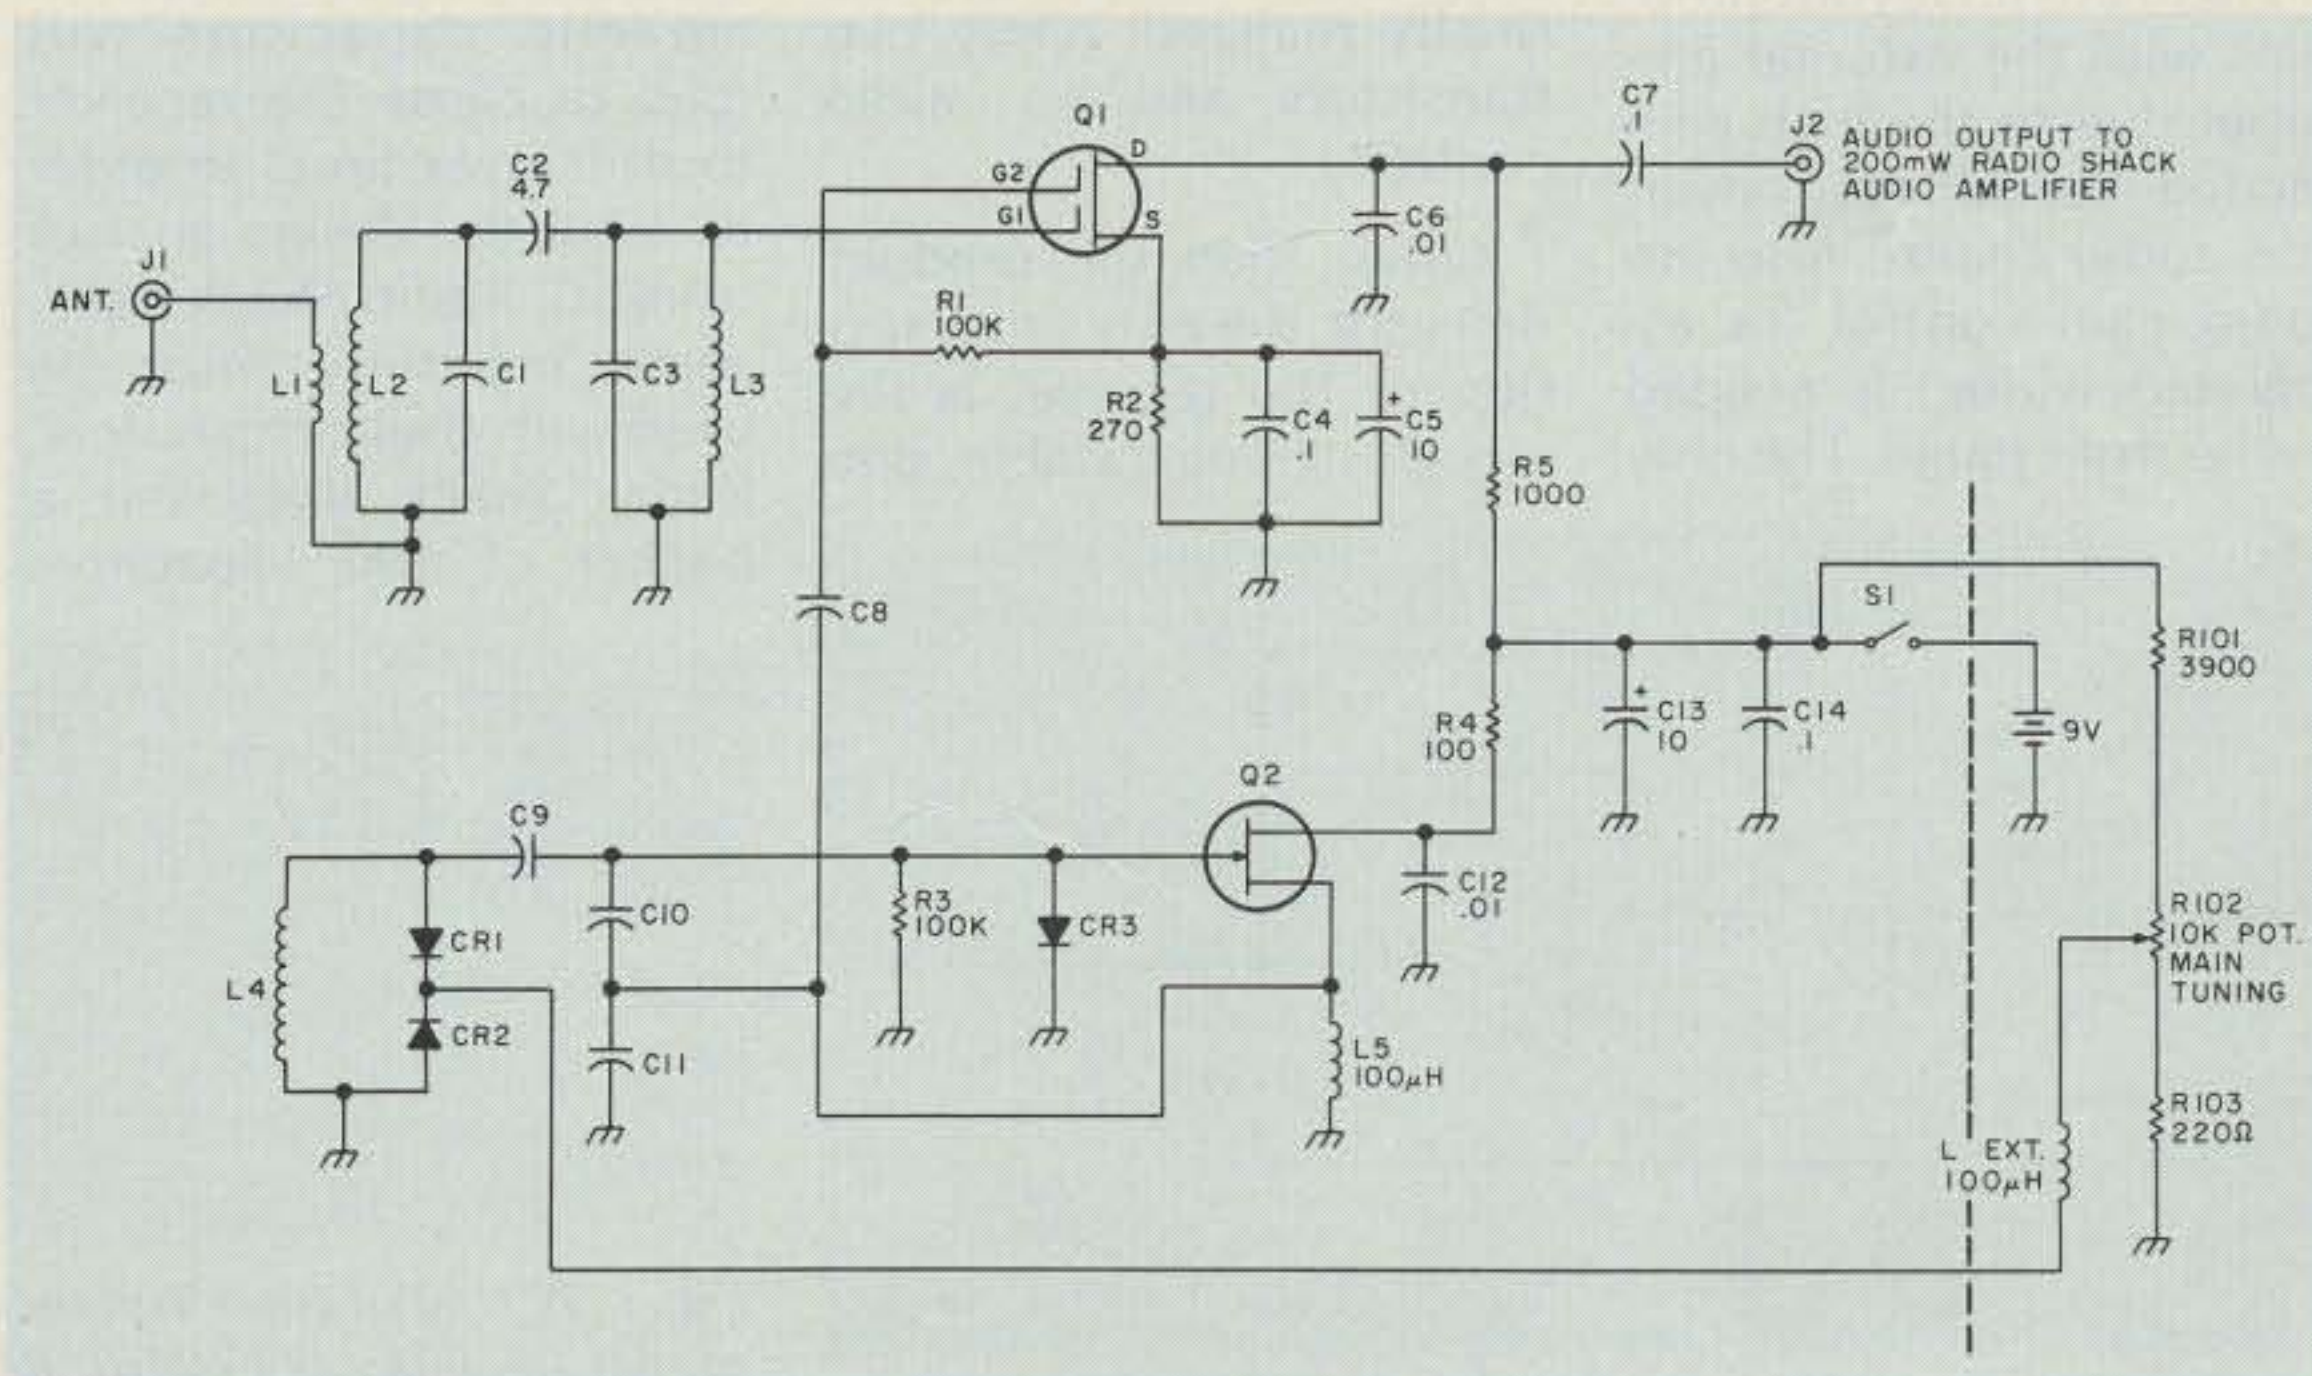 C7
.1
J2
AUDIO OUTPUT TO
200mW RADIO SHACK
AUDIO AMPLIFIER
Q1
D
G2
G1
S
C2
4.7
C6
.01
J1
ANT.
R1
100K
L1
L2
C1
C3
L3
R2
270
C4
.1
+
C5
10
R5
1000
C8
S1
R101
3900
R4
100
+
C13
10
C14
.1
9V
Q2
C9
C12
.01
C10
R3
100K
CR3
R102
10K POT.
MAIN
TUNING
CR1
L4
CR2
C11
L5
100μH
R103
220Ω
L EXT.
100μH